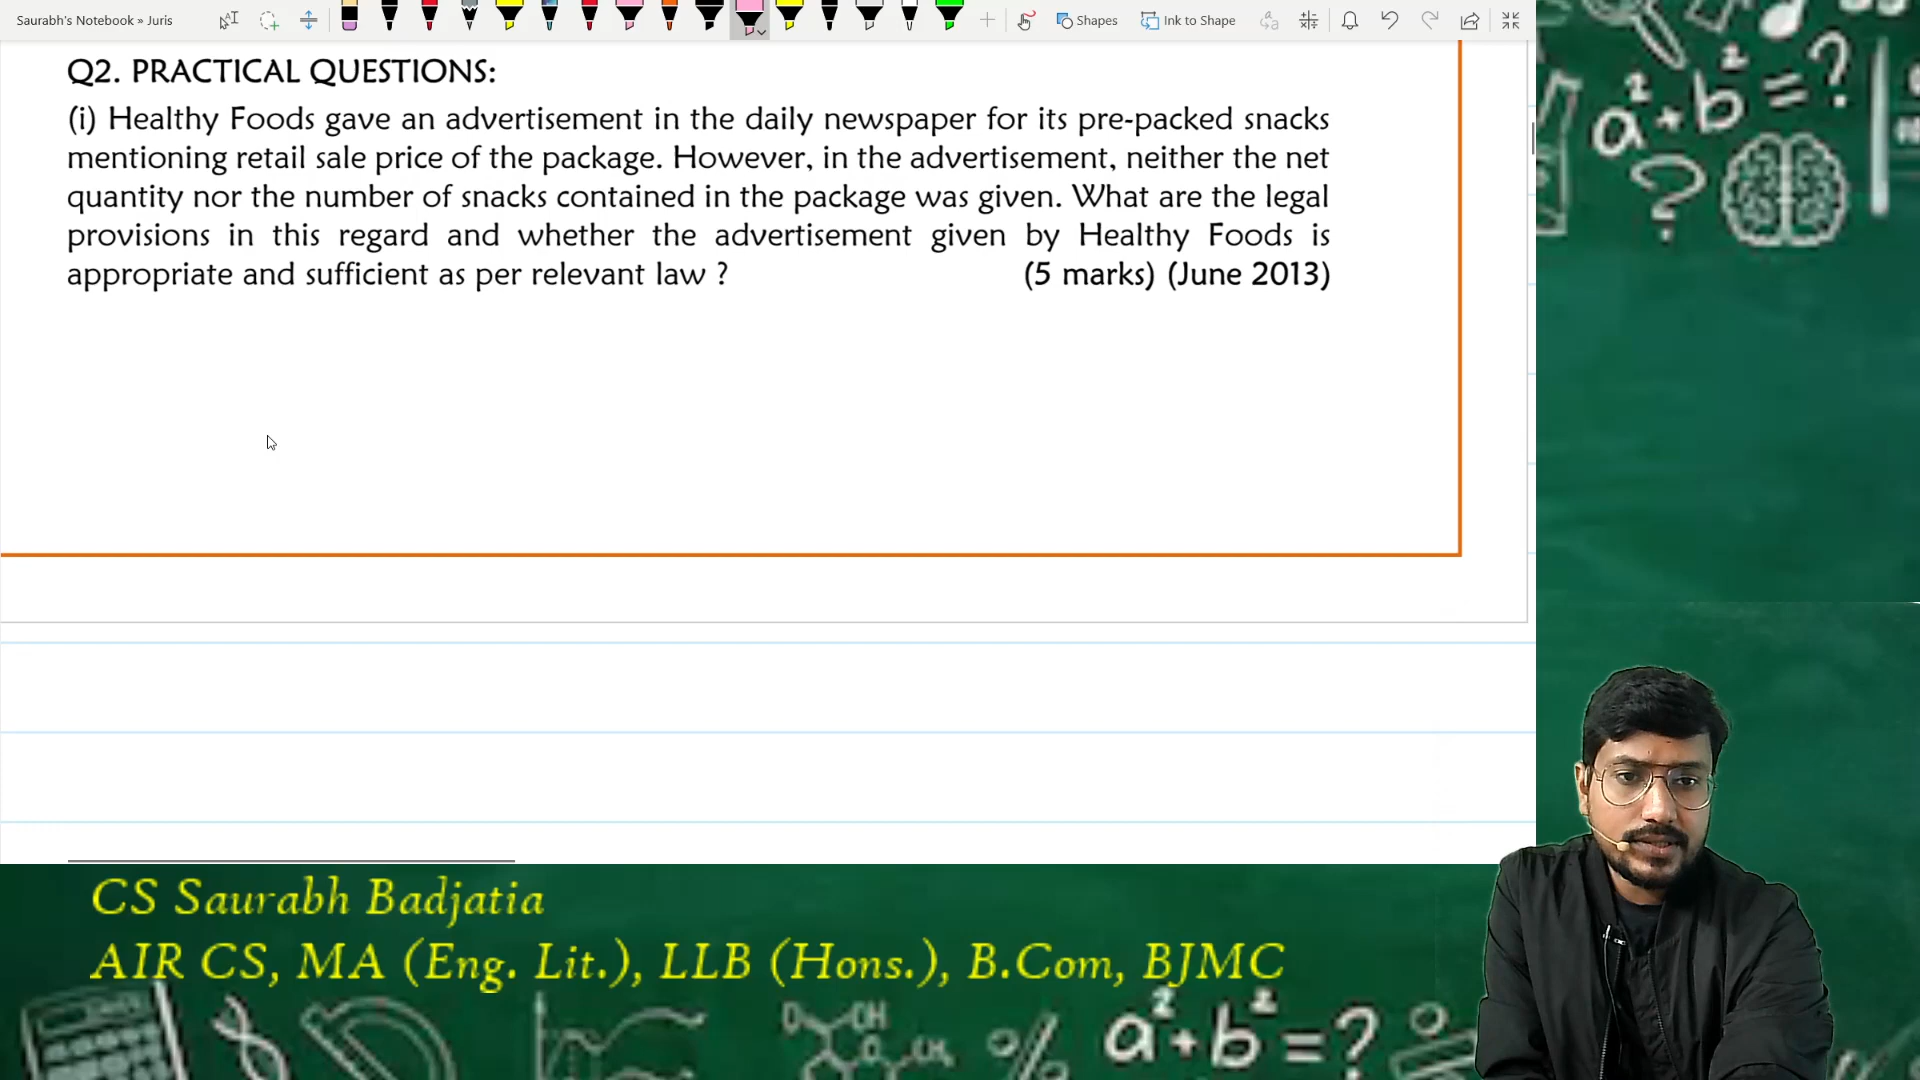 Saurabh's Notebook » Juris
Shapes
Ink to Shape
Q2. PRACTICAL QUESTIONS:
(i) Healthy Foods gave an advertisement in the daily newspaper for its pre-packed snacks
mentioning retail sale price of the package. However, in the advertisement, neither the net
quantity nor the number of snacks contained in the package was given. What are the legal
provisions in this regard and whether the advertisement given by Healthy Foods is
appropriate and sufficient as per relevant law ? (5 marks) (June 2013)
a² + b² = ?
?
CS Saurabh Badjatia
AIR CS, MA (Eng. Lit.), LLB (Hons.), B.Com, BJMC
% a² + b² = ?